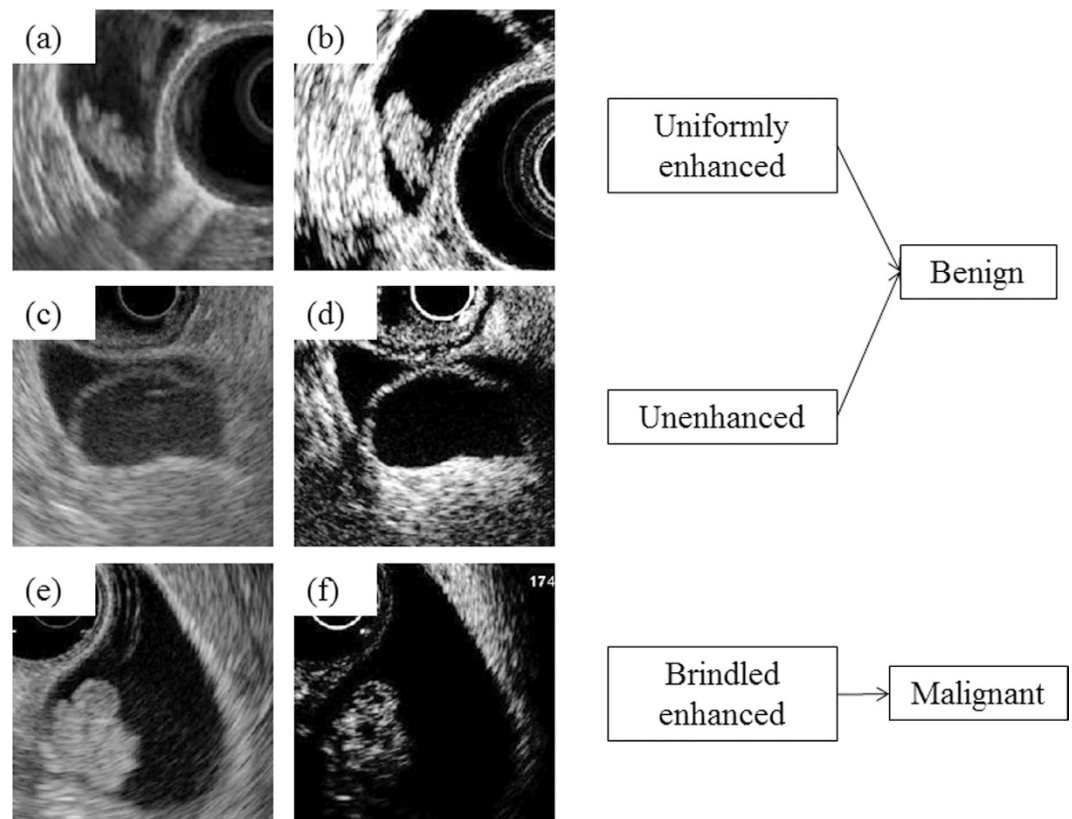 (a)
(b)
Uniformly
enhanced
Benign
(c)
(d)
Unenhanced
(e)
(f)
174
Brindled
enhanced
Malignant